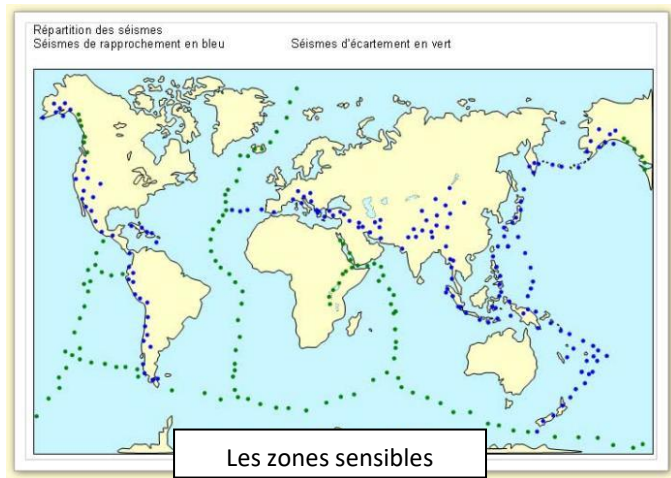 Répartition des séismes
Séismes de rapprochement en bleu Séismes d'écartement en vert
Les zones sensibles